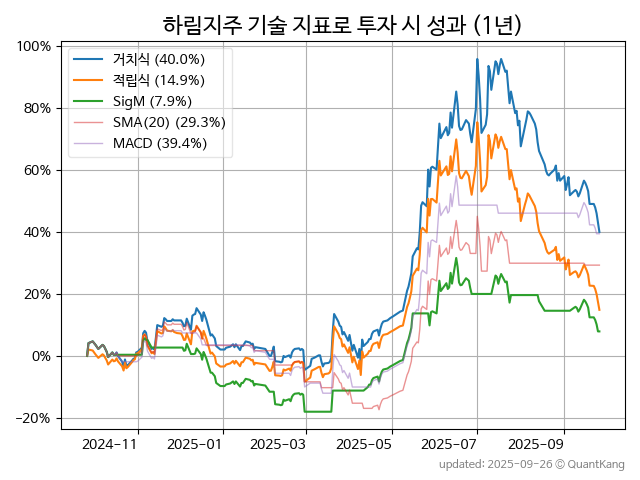 하림지주 기술 지표로 투자 시 성과 (1년)
거치식 (40.0%)
적립식 (14.9%)
SigM (7.9%)
SMA(20) (29.3%)
MACD (39.4%)
100%
80%
60%
40%
20%
0%
−20%
2024-11
2025-01
2025-03
2025-05
2025-07
2025-09
updated: 2025-09-26 © QuantKang